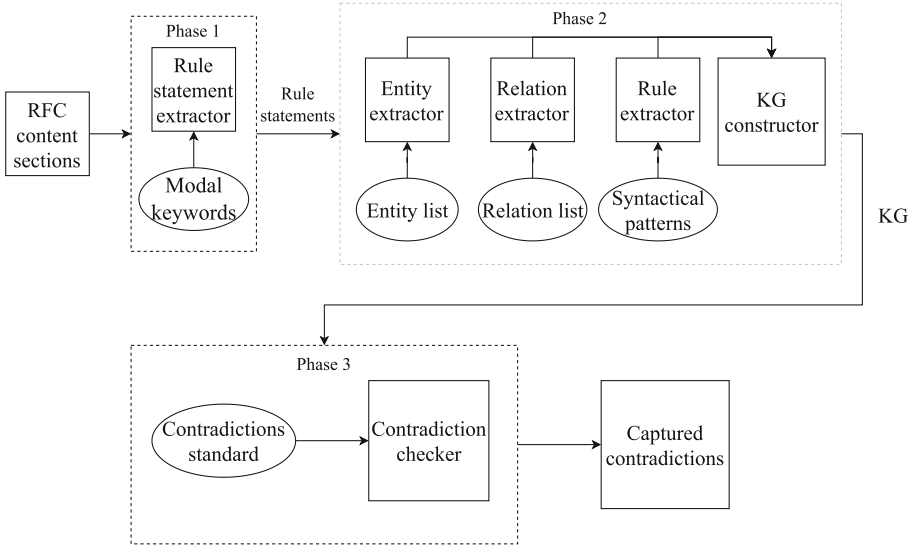 Phase 1
Phase 2
RFC
content
sections
Rule
statement
extractor
Modal
keywords
Rule
statements
Entity
extractor
Relation
extractor
Rule
extractor
KG
constructor
Entity list
Relation list
Syntactical
patterns
KG
Phase 3
Contradictions
standard
Contradiction
checker
Captured
contradictions